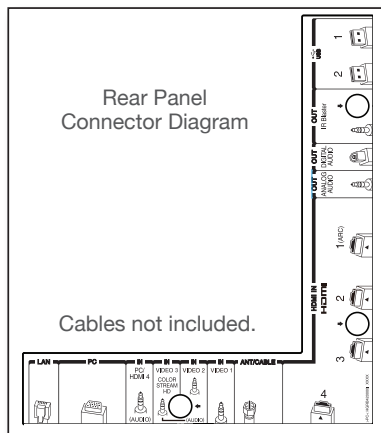 Rear Panel
Connector Diagram
Cables not included.
1
2
USB
OUT
IR Blaster
OUT
DIGITAL
AUDIO
OUT
ANALOG
AUDIO
1 (ARC)
HDMI IN
HDMI
2
3
LAN
PC
IN
PC/
HDMI 4
(AUDIO)
IN
VIDEO 3
COLOR
STREAM
HD
IN
VIDEO 2
(AUDIO)
IN
VIDEO 1
ANT/CABLE
4